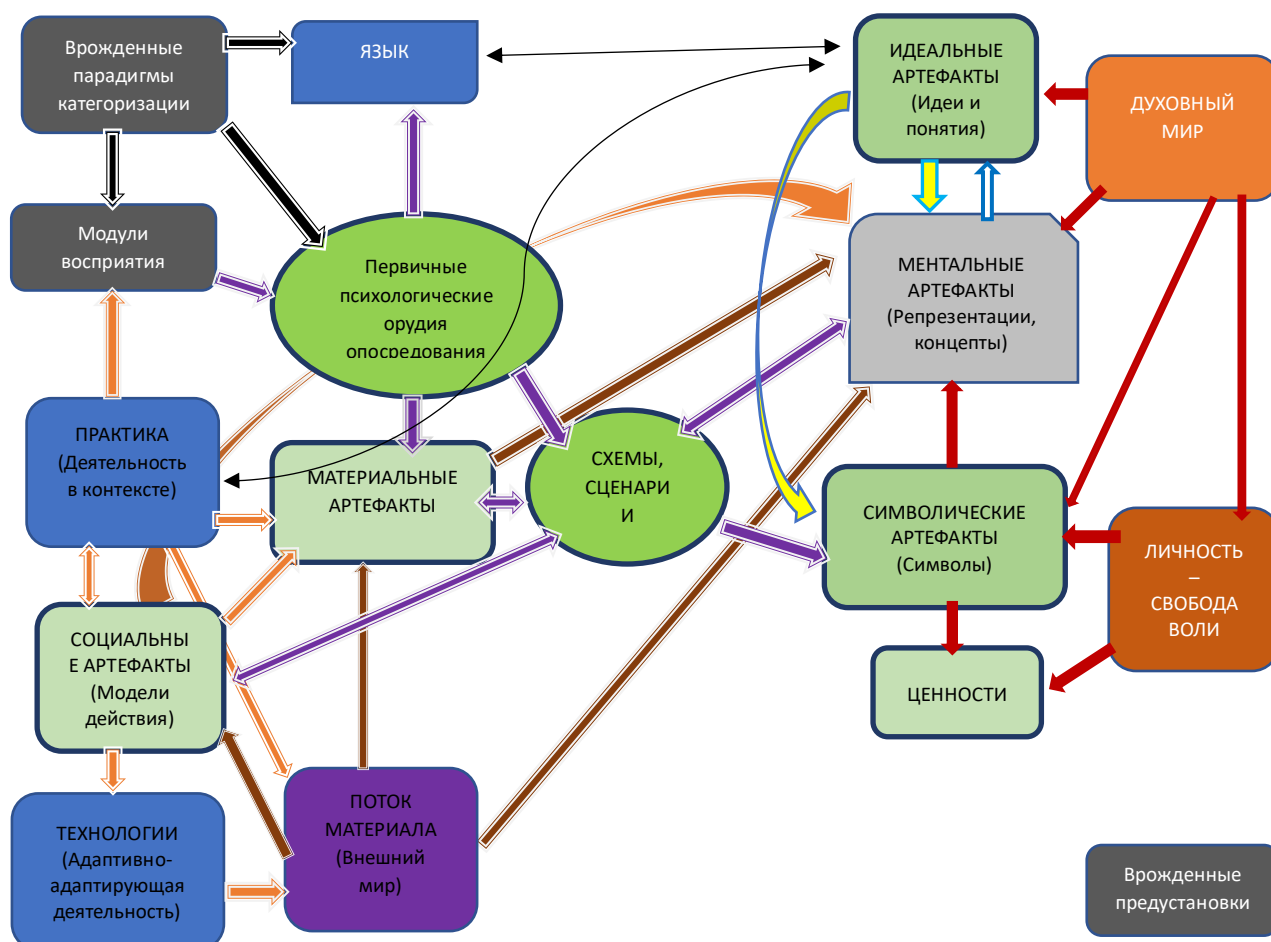 Врожденные
парадигмы
категоризации
ЯЗЫК
ИДЕАЛЬНЫЕ
АРТЕФАКТЫ
(Идеи и
понятия)
ДУХОВНЫЙ
МИР
Модули
восприятия
Первичные
психологические
орудия
опосредования
МЕНТАЛЬНЫЕ
АРТЕФАКТЫ
(Репрезентации,
концепты)
ПРАКТИКА
(Деятельность
в контексте)
МАТЕРИАЛЬНЫЕ
АРТЕФАКТЫ
СХЕМЫ,
СЦЕНАРИ
И
СИМВОЛИЧЕСКИЕ
АРТЕФАКТЫ
(Символы)
ЛИЧНОСТЬ
–
СВОБОДА
ВОЛИ
СОЦИАЛЬНЫ
Е АРТЕФАКТЫ
(Модели
действия)
ЦЕННОСТИ
ТЕХНОЛОГИИ
(Адаптивно-
адаптирующая
деятельность)
ПОТОК
МАТЕРИАЛА
(Внешний
мир)
Врожденные
предустановки